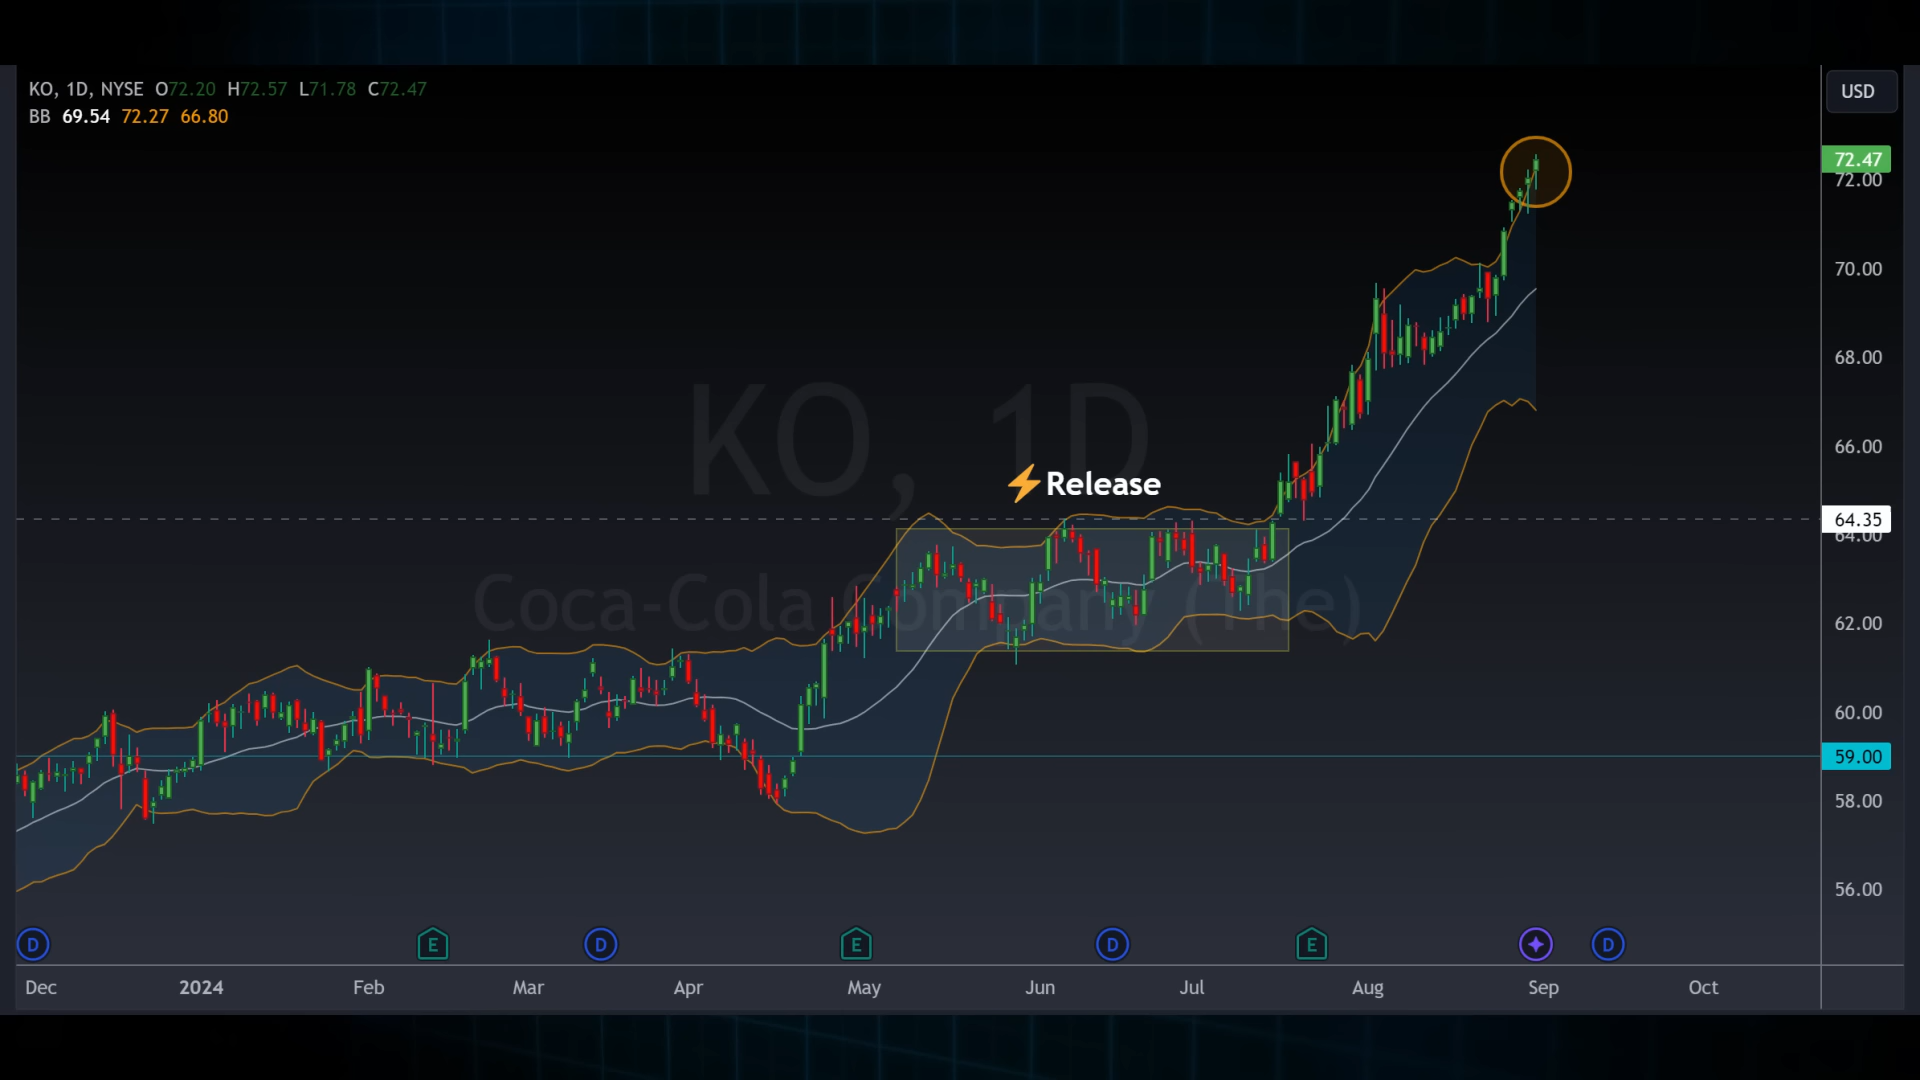 KO, 1D, NYSE O72.20 H72.57 L71.78 C72.47
BB 69.54 72.27 66.80
USD
72.47
72.00
70.00
68.00
KO, 1D
66.00
⚡Release
64.35
64.00
Coca-Cola Company (The)
62.00
60.00
59.00
58.00
56.00
D E D E D E D
Dec 2024 Feb Mar Apr May Jun Jul Aug Sep Oct